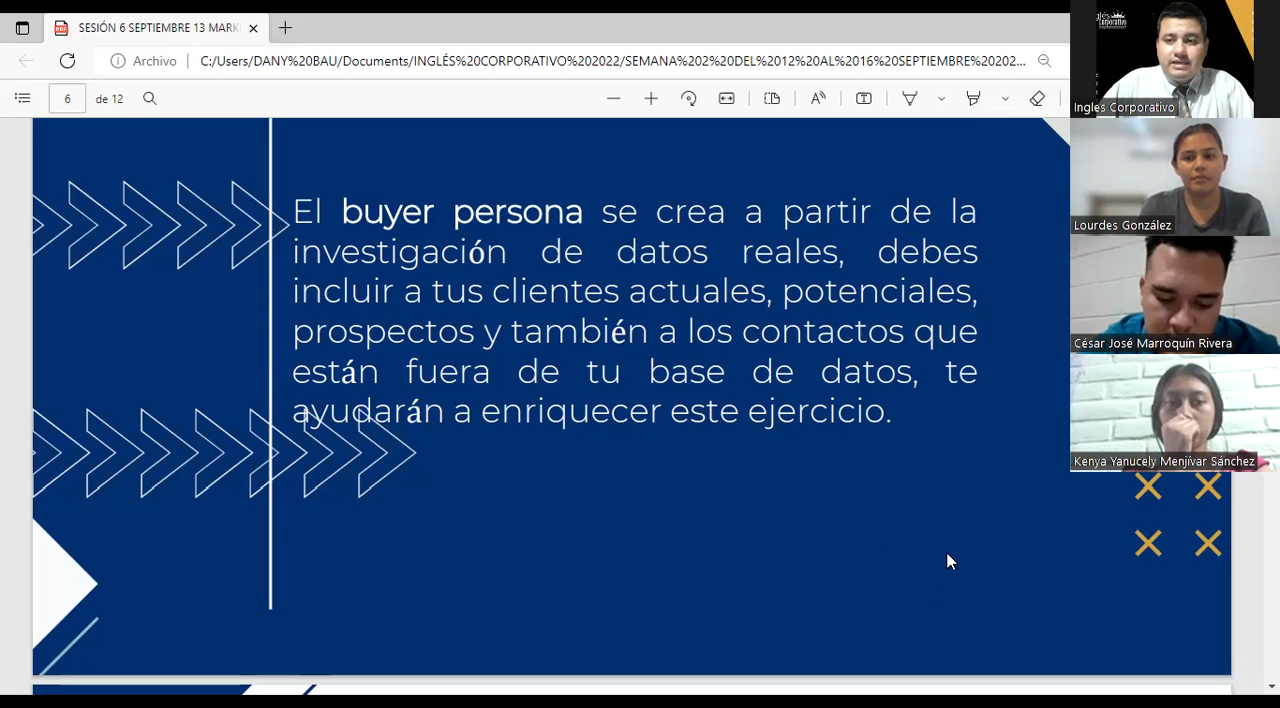 SESIÓN 6 SEPTIEMBRE 13 MARK
Archivo
C:/Users/DANY%20BAU/Documents/INGLÉS%20CORPORATIVO%202022/SEMANA%202%20DEL%2012%20AL%2016%20SEPTIEMBRE%20202...
6 de 12
El buyer persona se crea a partir de la
investigación de datos reales, debes
incluir a tus clientes actuales, potenciales,
prospectos y también a los contactos que
están fuera de tu base de datos, te
ayudarán a enriquecer este ejercicio.
Ingles Corporativo
Lourdes González
César José Marroquín Rivera
Kenya Yanucely Menjívar Sánchez